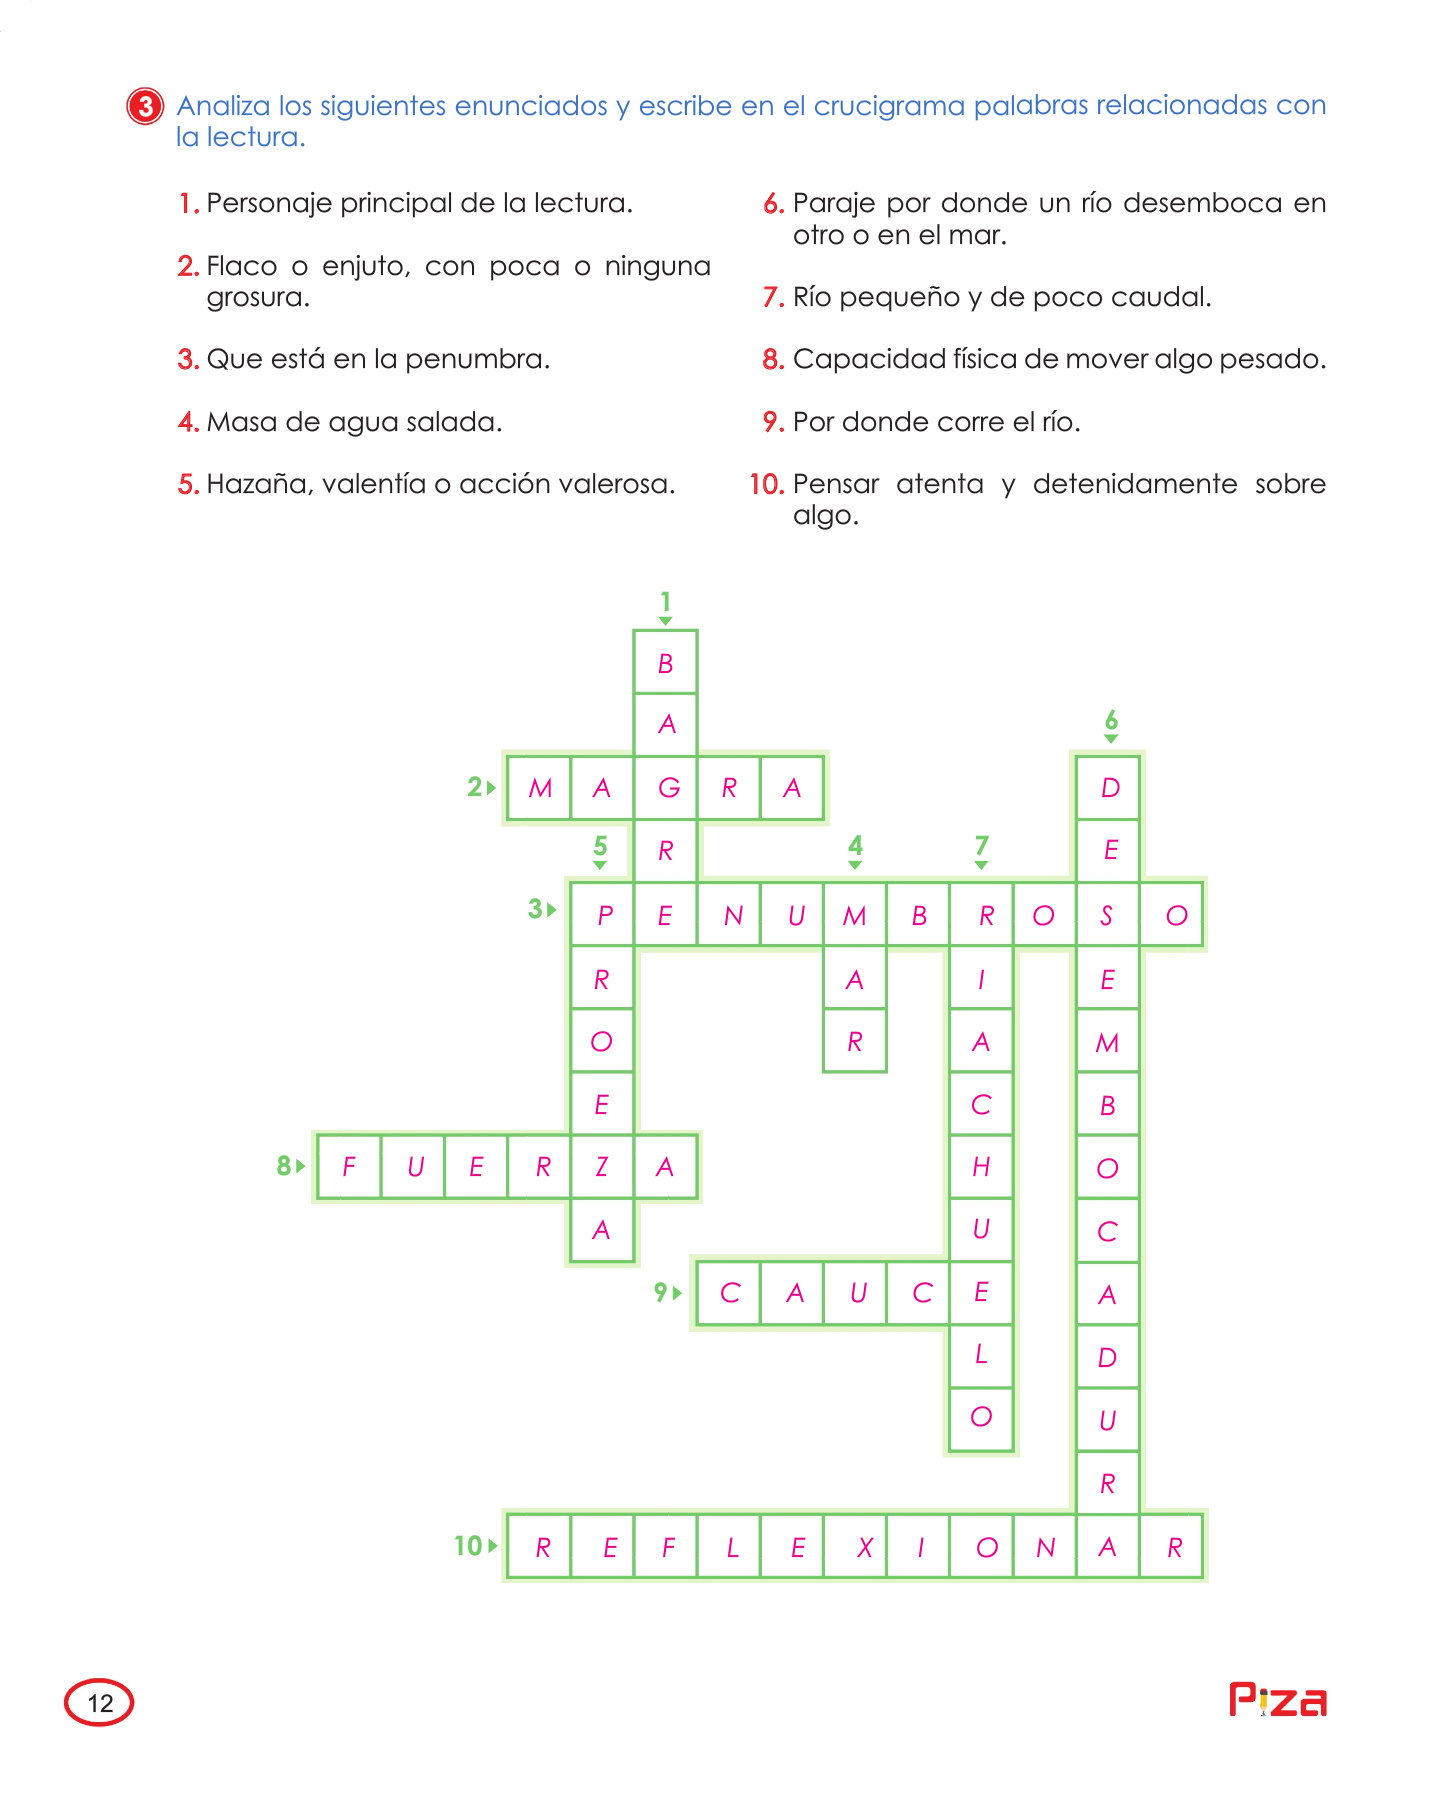 3 Analiza los siguientes enunciados y escribe en el crucigrama palabras relacionadas con
la lectura.
1. Personaje principal de la lectura.
2. Flaco o enjuto, con poca o ninguna
grosura.
3. Que está en la penumbra.
4. Masa de agua salada.
5. Hazaña, valentía o acción valerosa.
6. Paraje por donde un río desemboca en
otro o en el mar.
7. Río pequeño y de poco caudal.
8. Capacidad física de mover algo pesado.
9. Por donde corre el río.
10. Pensar atenta y detenidamente sobre
algo.
1
B
A 6
2 M A G R A D
5 R 4 7 E
3 P E N U M B R O S O
R A I E
O R A M
E C B
8 F U E R Z A H O
A U C
9 C A U C E A
L D
O U
R
10 R E F L E X I O N A R
12 Piza